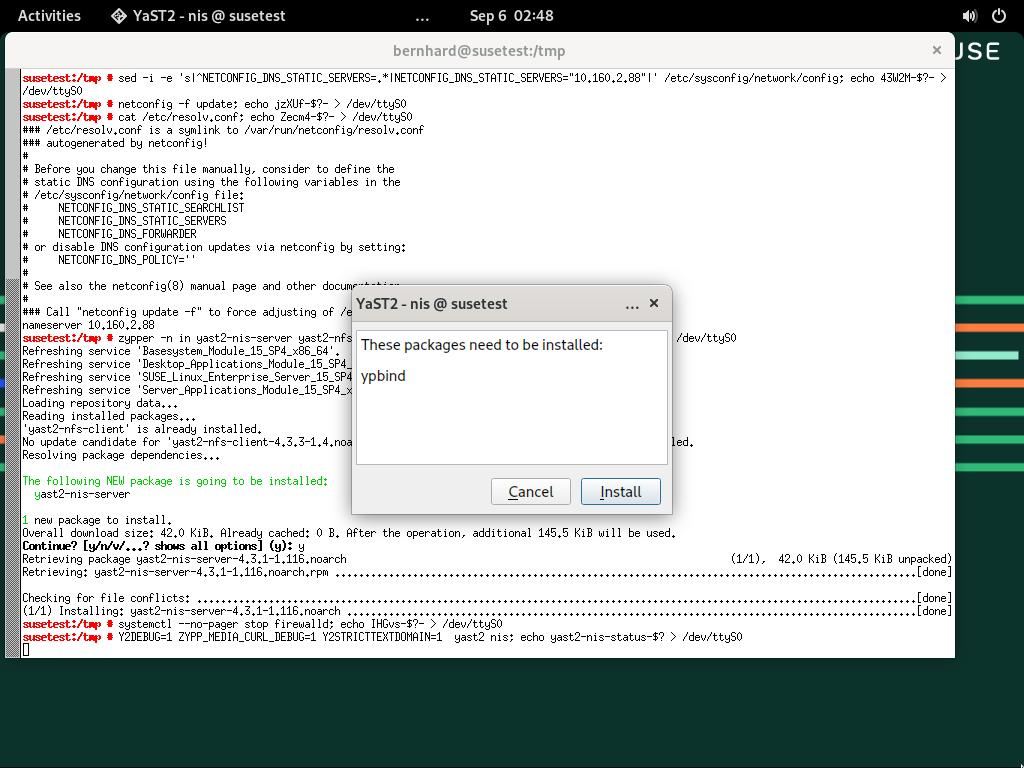 Activities YaST2 - nis @ susetest ... Sep 6 02:48
bernhard@susetest:/tmp ×
USE
susetest:/tmp # sed -i -e 's|^NETCONFIG_DNS_STATIC_SERVERS=.*|NETCONFIG_DNS_STATIC_SERVERS="10.160.2.88"|' /etc/sysconfig/network/config; echo 43W2M-$?- >
/dev/ttyS0
susetest:/tmp # netconfig -f update; echo jzXUf-$?- > /dev/ttyS0
susetest:/tmp # cat /etc/resolv.conf; echo Zecm4-$?- > /dev/ttyS0
### /etc/resolv.conf is a symlink to /var/run/netconfig/resolv.conf
### autogenerated by netconfig!
#
# Before you change this file manually, consider to define the
# static DNS configuration using the following variables in the
# /etc/sysconfig/network/config file:
#     NETCONFIG_DNS_STATIC_SEARCHLIST
#     NETCONFIG_DNS_STATIC_SERVERS
#     NETCONFIG_DNS_FORWARDER
# or disable DNS configuration updates via netconfig by setting:
#     NETCONFIG_DNS_POLICY=''
#
# See also the netconfig(8) manual page and other documentation.
#
### Call "netconfig update -f" to force adjusting of /e
nameserver 10.160.2.88
susetest:/tmp # zypper -n in yast2-nis-server yast2-nfs /dev/ttyS0
Refreshing service 'Basesystem_Module_15_SP4_x86_64'.
Refreshing service 'Desktop_Applications_Module_15_SP4
Refreshing service 'SUSE_Linux_Enterprise_Server_15_SP4
Refreshing service 'Server_Applications_Module_15_SP4_x
Loading repository data...
Reading installed packages...
'yast2-nfs-client' is already installed.
No update candidate for 'yast2-nfs-client-4.3.3-1.4.noa led.
Resolving package dependencies...
The following NEW package is going to be installed:
  yast2-nis-server
1 new package to install.
Overall download size: 42.0 KiB. Already cached: 0 B. After the operation, additional 145.5 KiB will be used.
Continue? [y/n/v/...? shows all options] (y): y
Retrieving package yast2-nis-server-4.3.1-1.116.noarch (1/1),  42.0 KiB (145.5 KiB unpacked)
Retrieving: yast2-nis-server-4.3.1-1.116.noarch.rpm ................................................[done]
Checking for file conflicts: ................................................[done]
(1/1) Installing: yast2-nis-server-4.3.1-1.116.noarch ................................................[done]
susetest:/tmp # systemctl --no-pager stop firewalld; echo IHGvs-$?- > /dev/ttyS0
susetest:/tmp # Y2DEBUG=1 ZYPP_MEDIA_CURL_DEBUG=1 Y2STRICTTEXTDOMAIN=1  yast2 nis; echo yast2-nis-status-$? > /dev/ttyS0
YaST2 - nis @ susetest ... ×
These packages need to be installed:
ypbind
Cancel Install